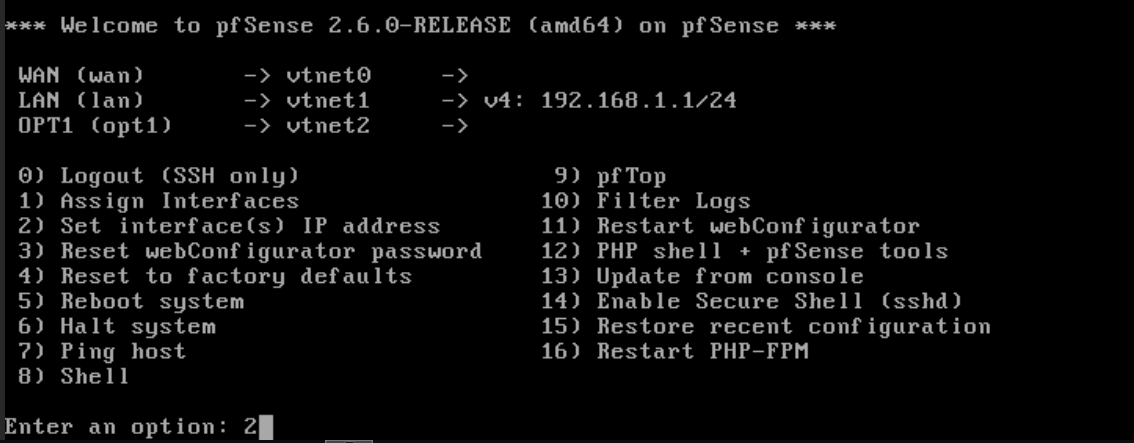 *** Welcome to pfSense 2.6.0-RELEASE (amd64) on pfSense ***
WAN (wan) -> vtnet0 ->
LAN (lan) -> vtnet1 -> v4: 192.168.1.1/24
OPT1 (opt1) -> vtnet2 ->
0) Logout (SSH only) 9) pfTop
1) Assign Interfaces 10) Filter Logs
2) Set interface(s) IP address 11) Restart webConfigurator
3) Reset webConfigurator password 12) PHP shell + pfSense tools
4) Reset to factory defaults 13) Update from console
5) Reboot system 14) Enable Secure Shell (sshd)
6) Halt system 15) Restore recent configuration
7) Ping host 16) Restart PHP-FPM
8) Shell
Enter an option: 2